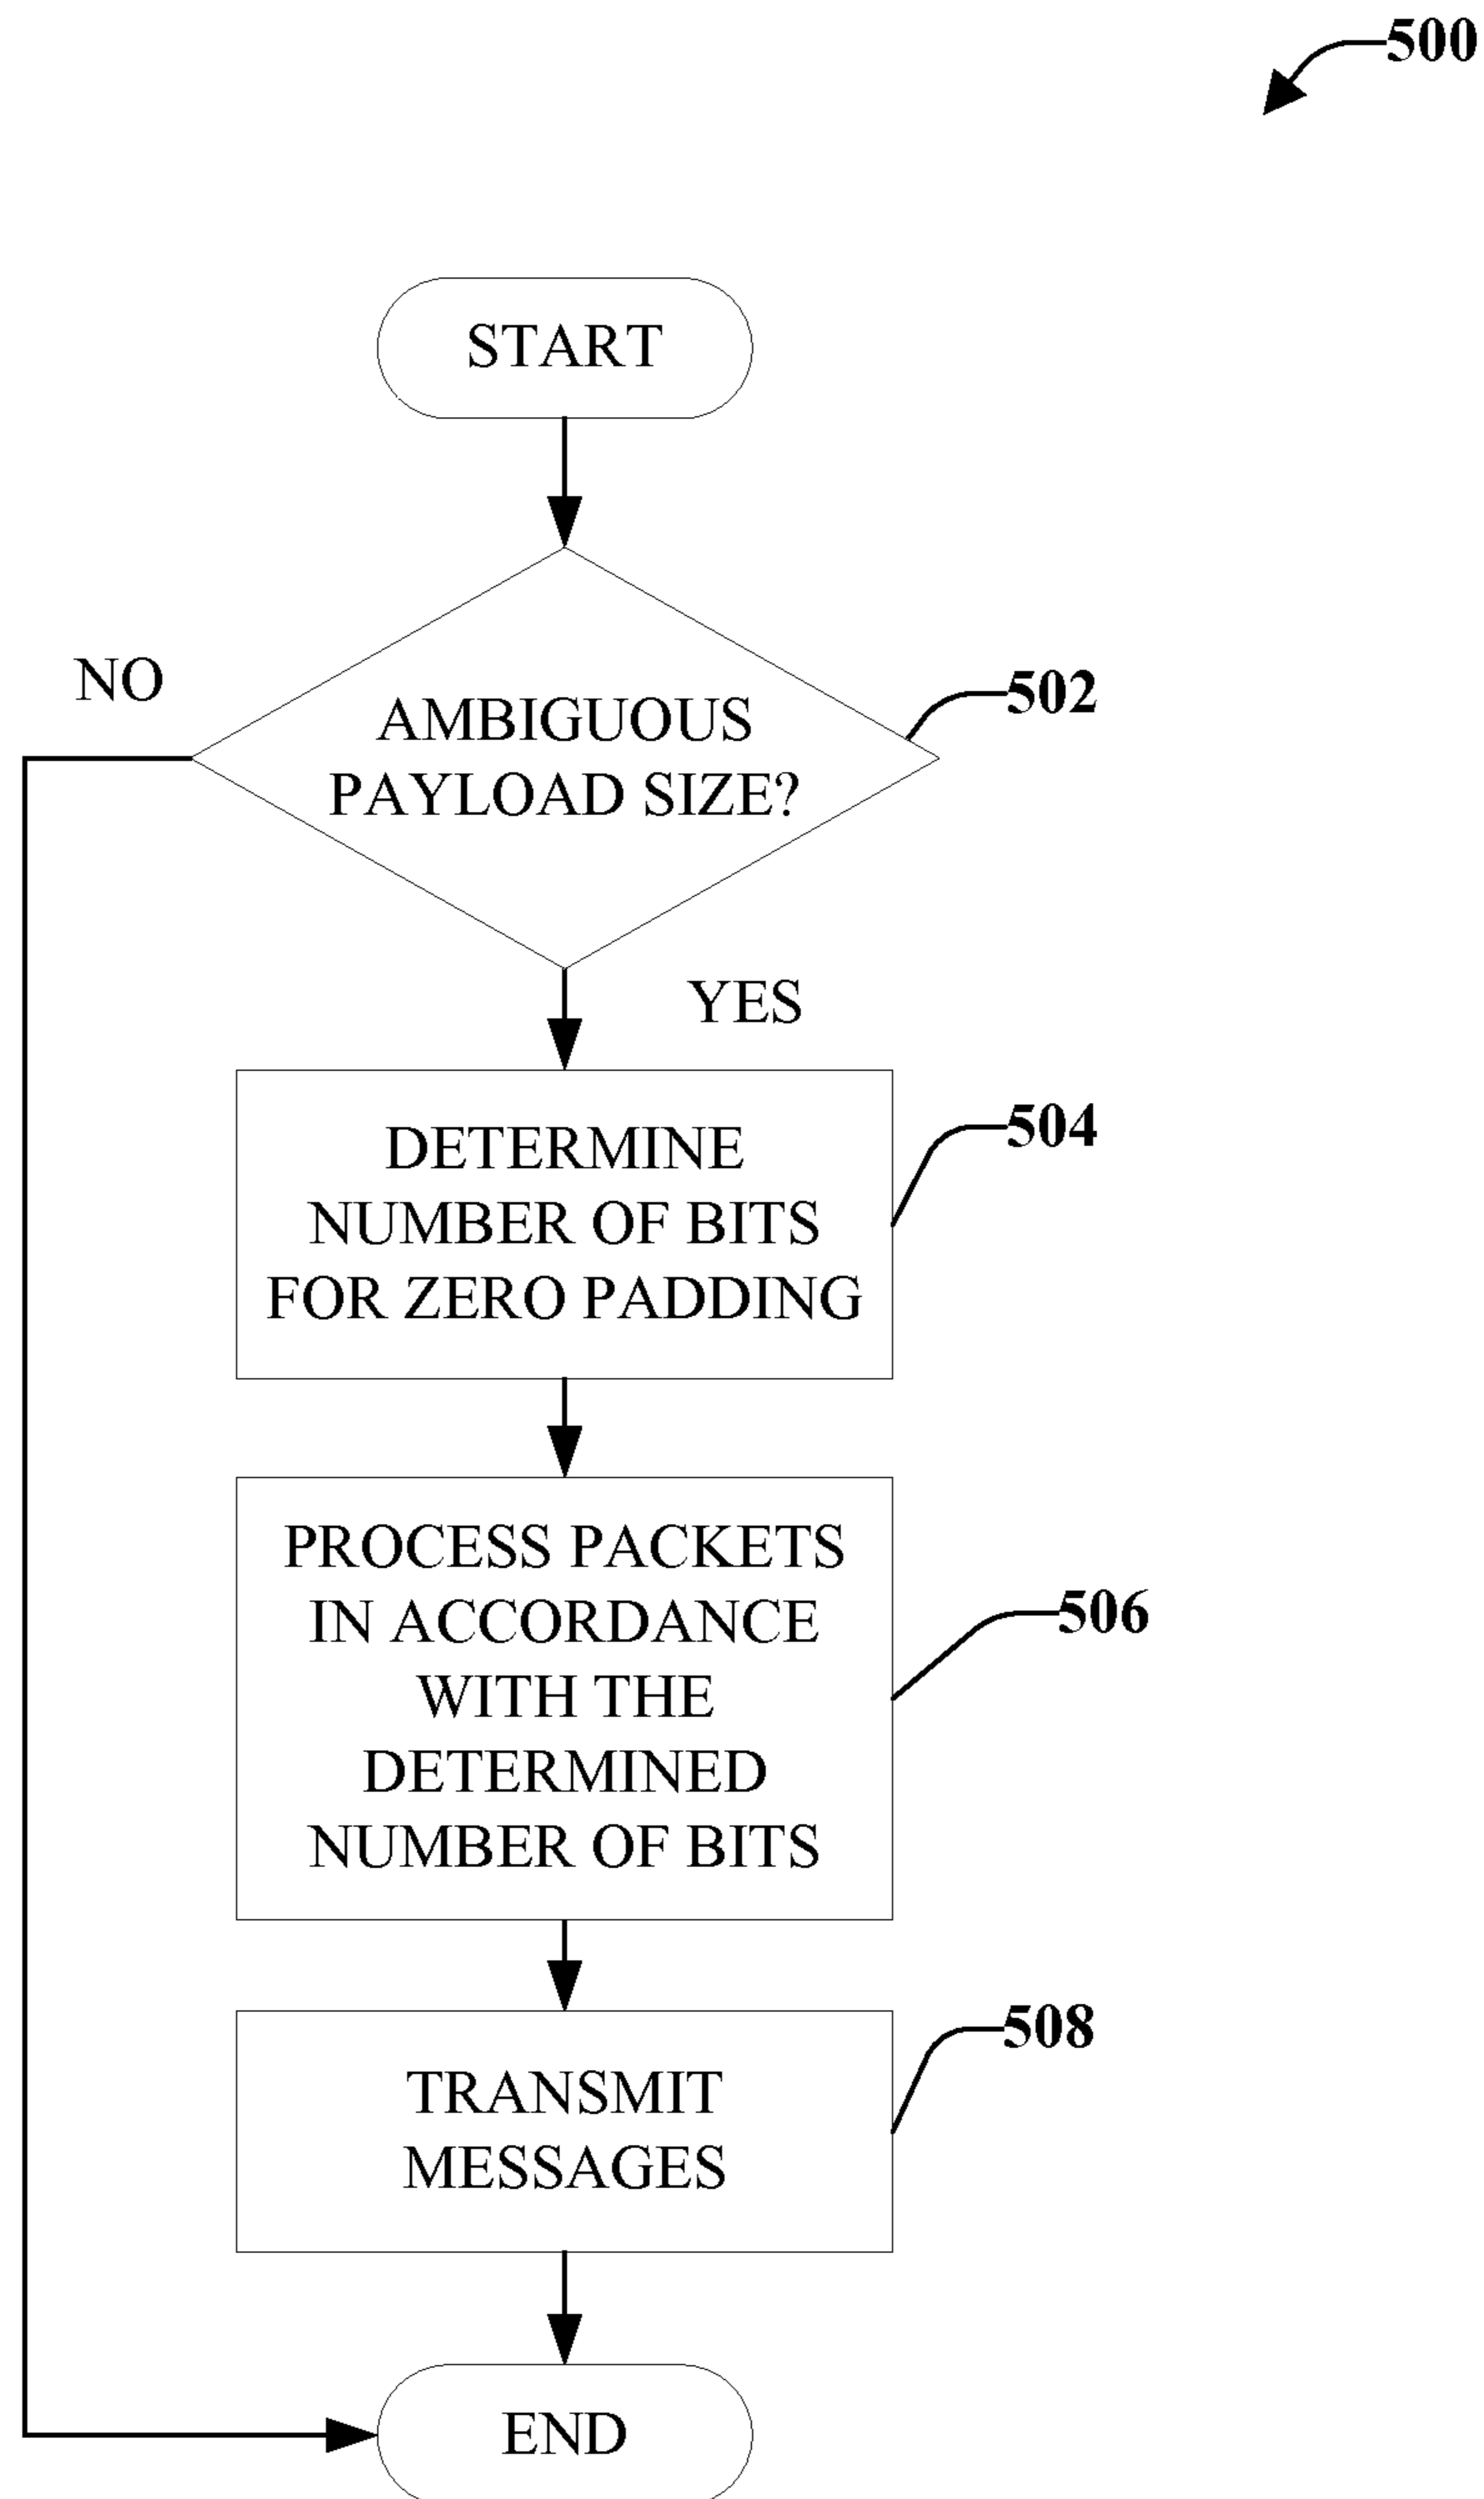 500
START
NO
AMBIGUOUS
PAYLOAD SIZE?
502
YES
DETERMINE
NUMBER OF BITS
FOR ZERO PADDING
504
PROCESS PACKETS
IN ACCORDANCE
WITH THE
DETERMINED
NUMBER OF BITS
506
TRANSMIT
MESSAGES
508
END